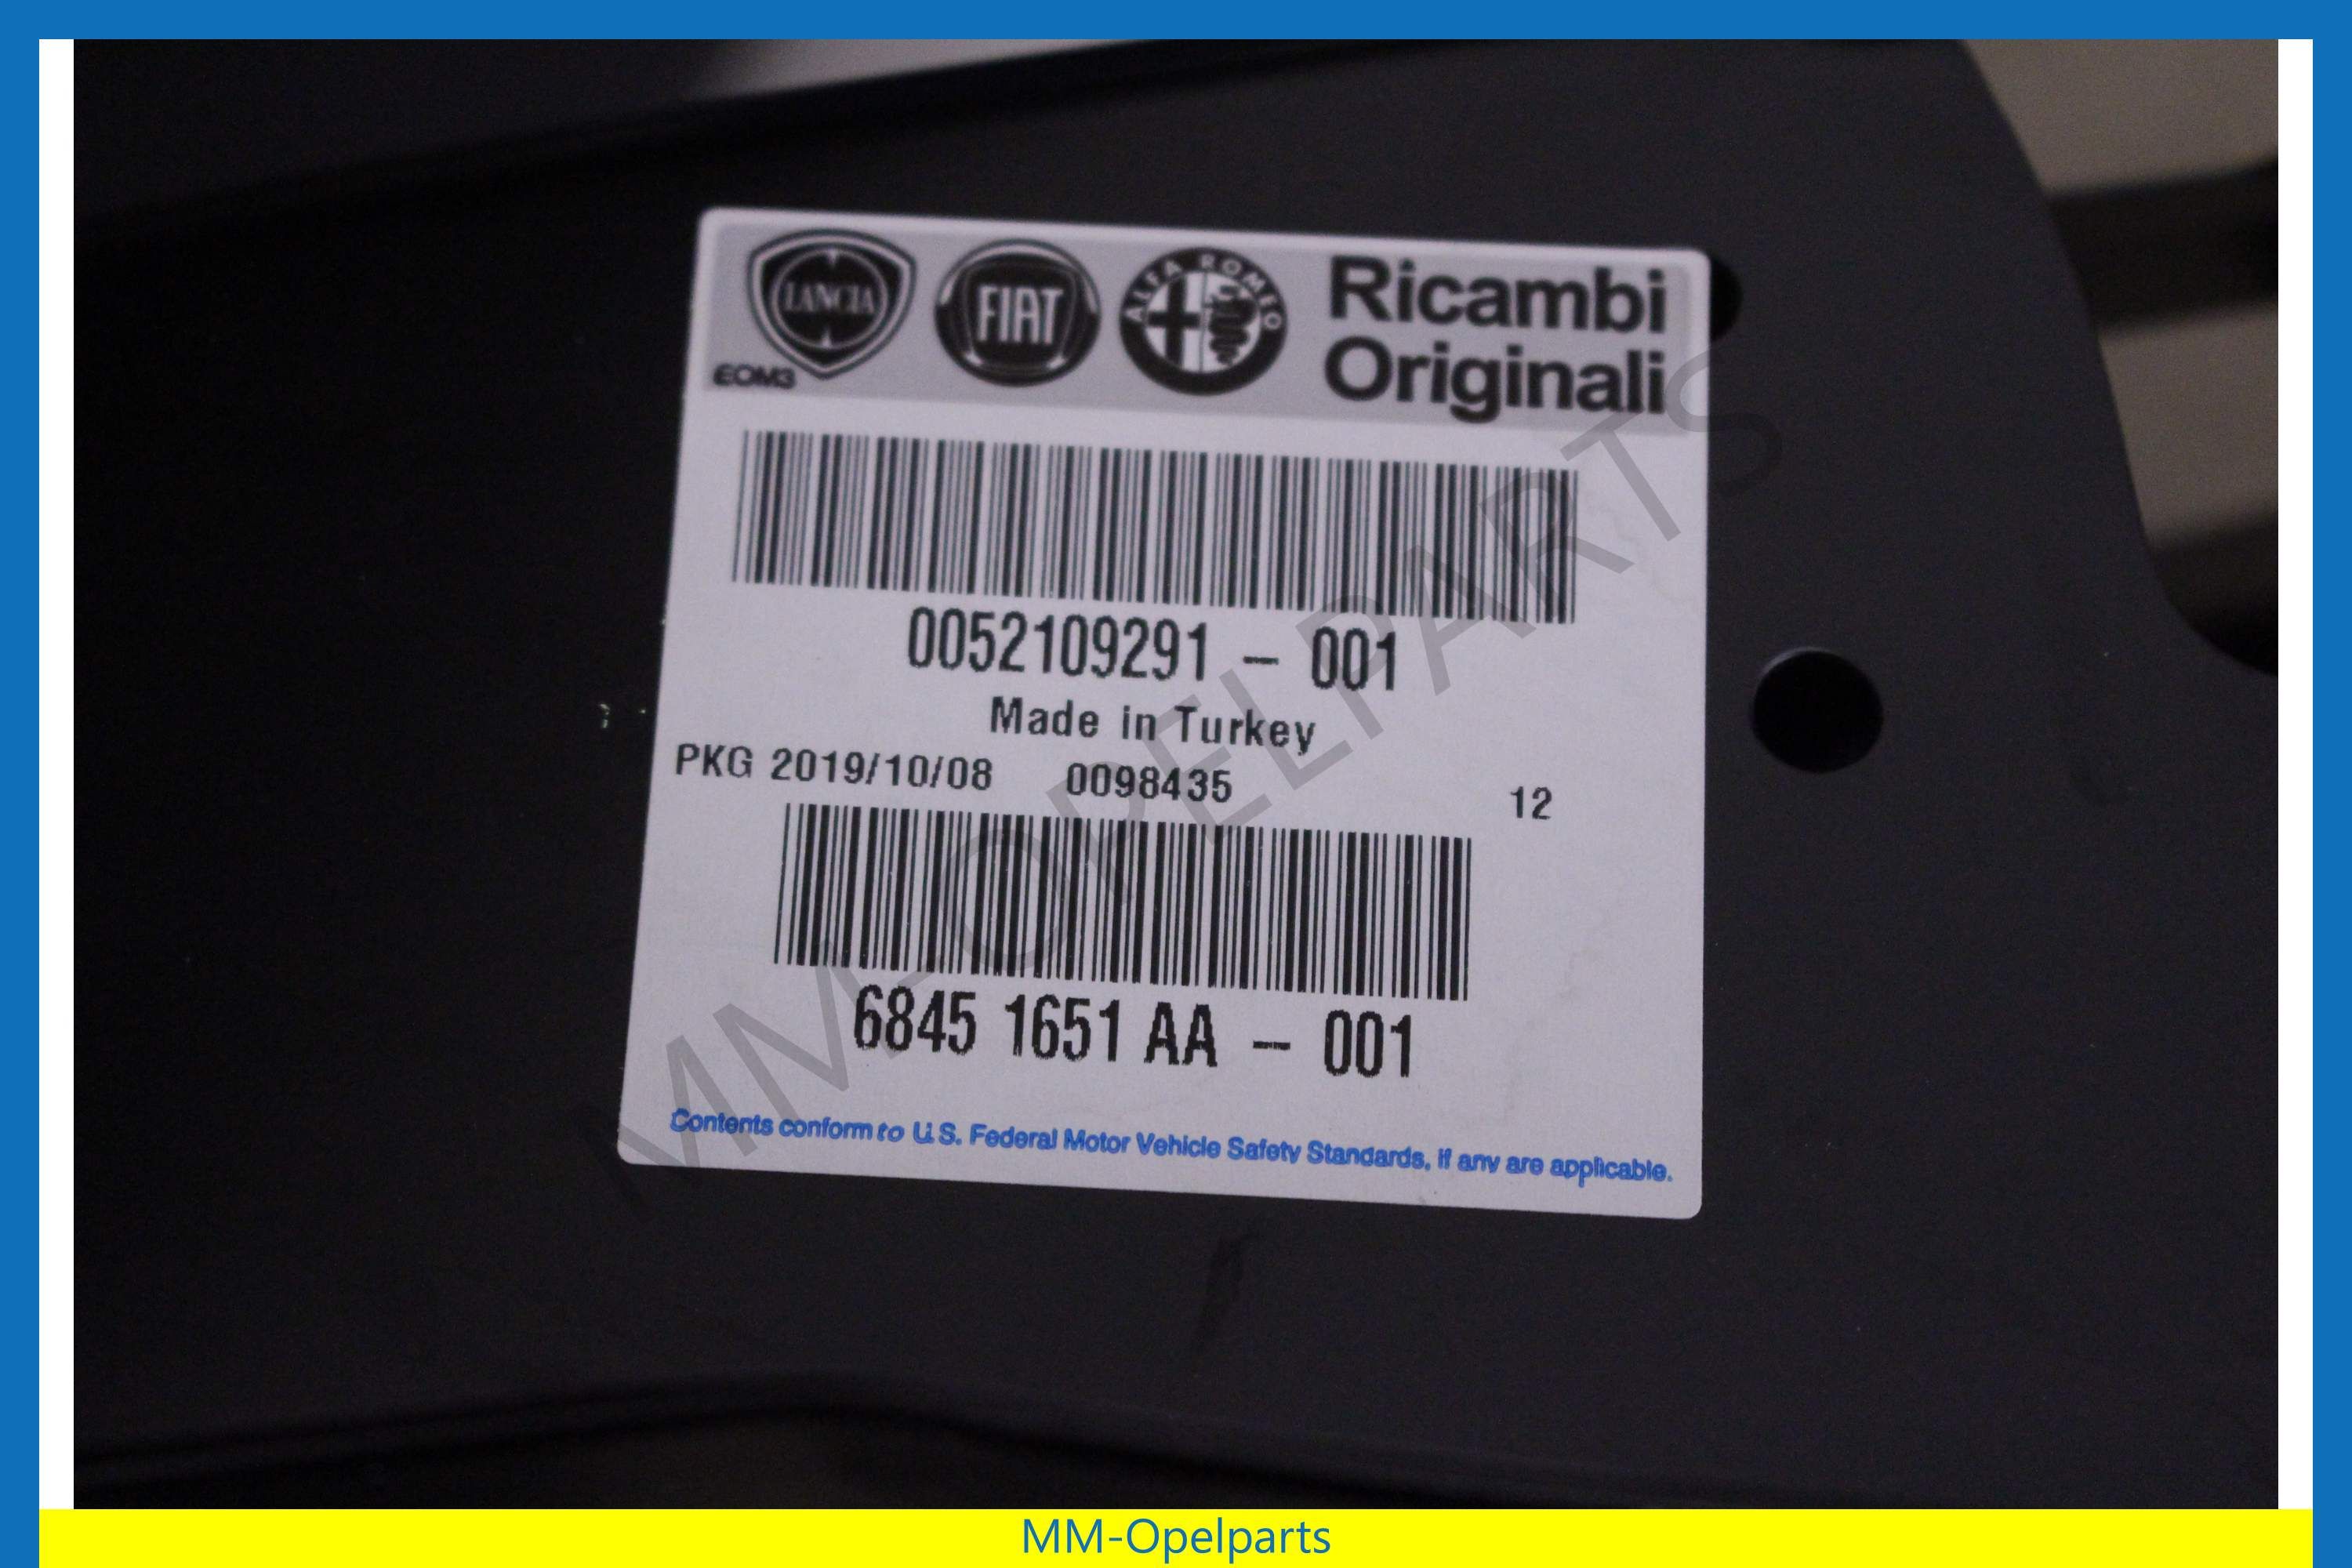 LANCIA
FIAT
ALFA ROMEO
Ricambi
Originali
EOM3
0052109291 – 001
Made in Turkey
PKG 2019/10/08 0098435 12
6845 1651 AA – 001
Contents conform to U.S. Federal Motor Vehicle Safety Standards, if any are applicable.
MM-OPELPARTS
MM-Opelparts